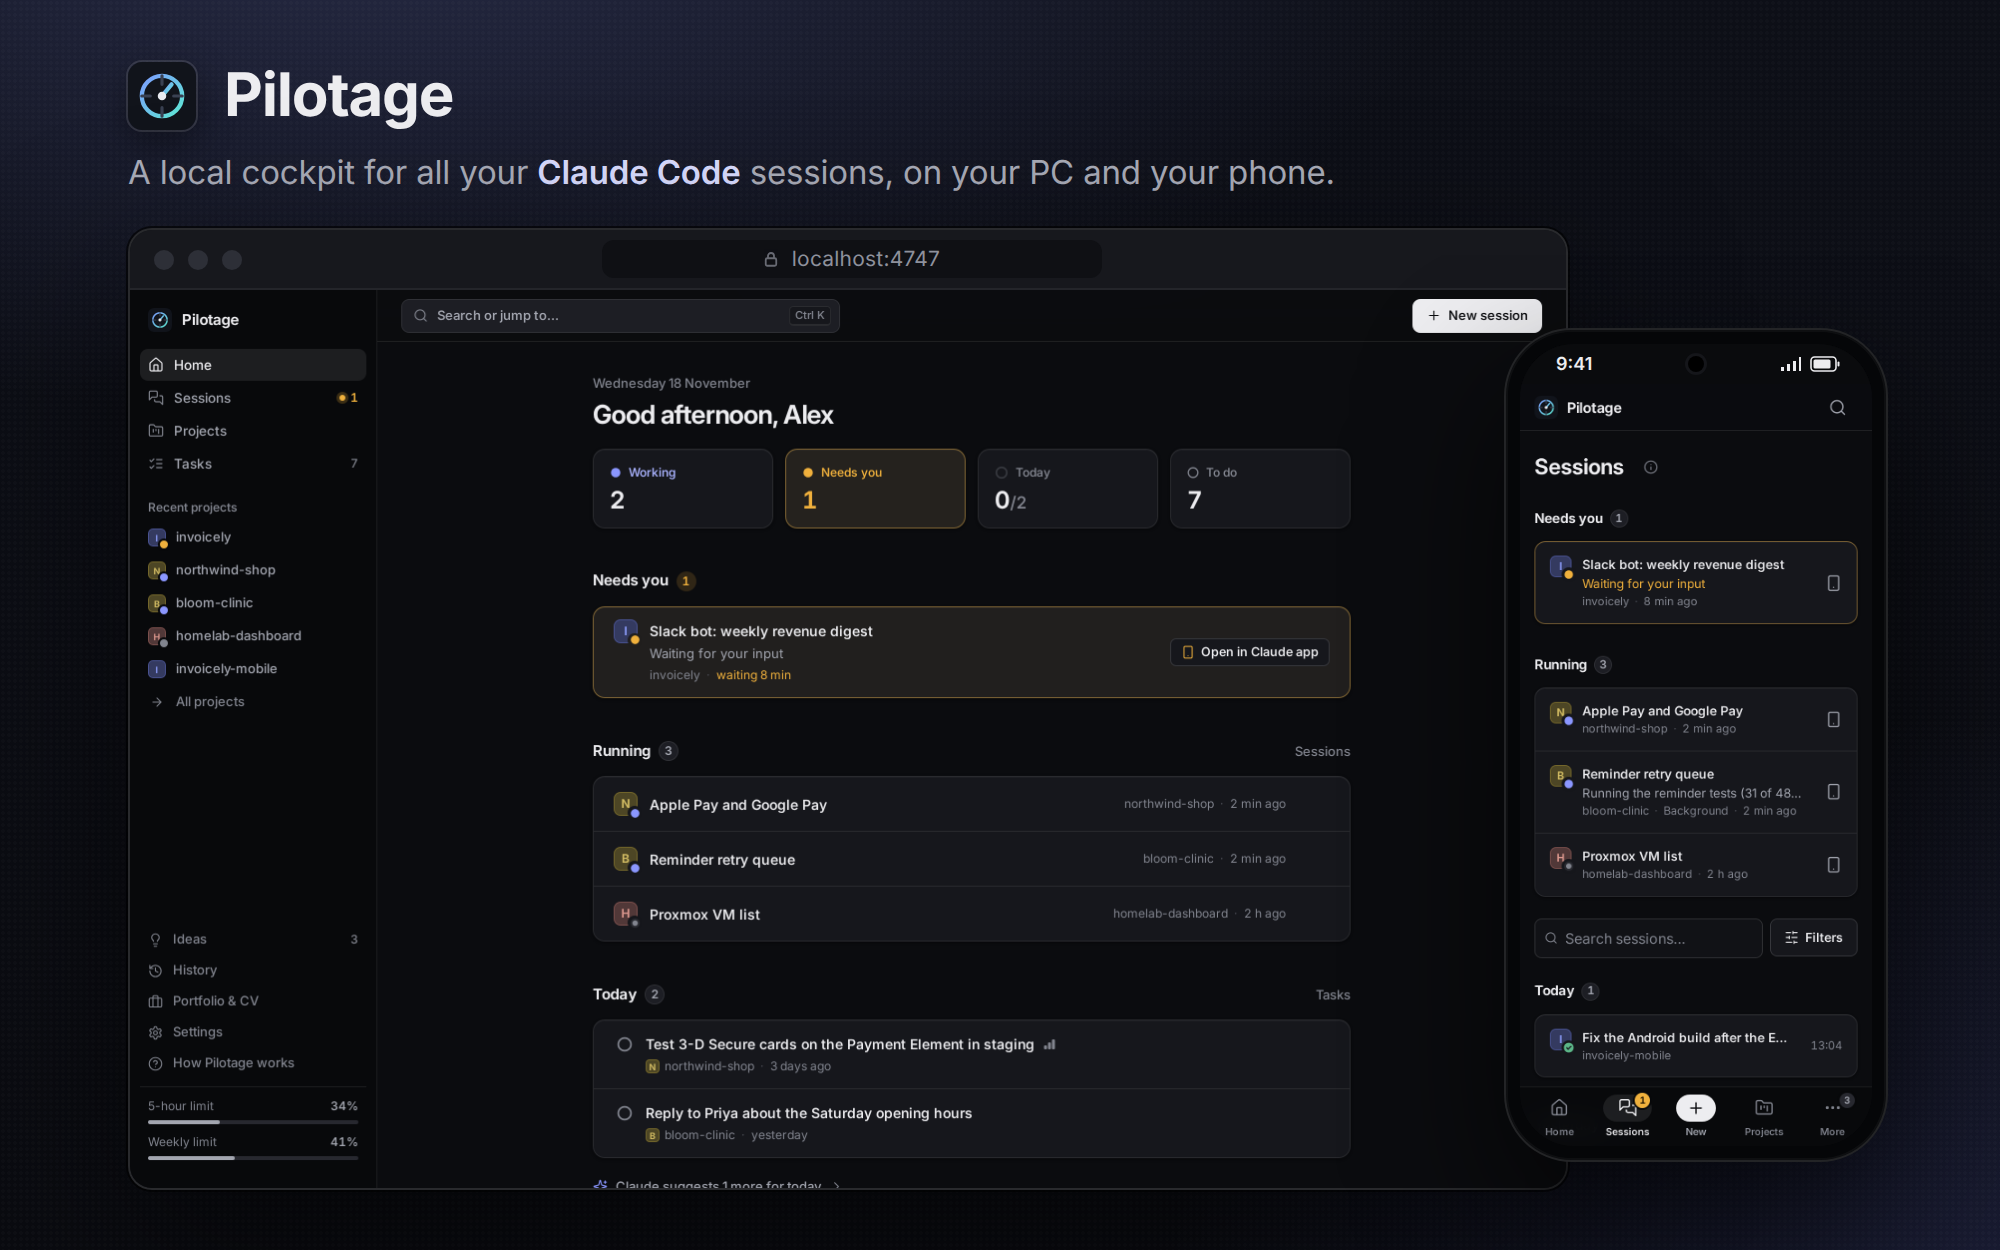 Pilotage
A local cockpit for all your Claude Code sessions, on your PC and your phone.
localhost:4747
Pilotage
Home
Sessions 1
Projects
Tasks 7
Recent projects
I invoicely
N northwind-shop
B bloom-clinic
H homelab-dashboard
I invoicely-mobile
All projects
Ideas 3
History
Portfolio & CV
Settings
How Pilotage works
5-hour limit 34%
Weekly limit 41%
Search or jump to... Ctrl K
New session
Wednesday 18 November
Good afternoon, Alex
Working
2
Needs you
1
Today
0/2
To do
7
Needs you 1
I Slack bot: weekly revenue digest
Waiting for your input
invoicely · waiting 8 min
Open in Claude app
Running 3 Sessions
N Apple Pay and Google Pay northwind-shop · 2 min ago
B Reminder retry queue bloom-clinic · 2 min ago
H Proxmox VM list homelab-dashboard · 2 h ago
Today 2 Tasks
Test 3-D Secure cards on the Payment Element in staging
N northwind-shop · 3 days ago
Reply to Priya about the Saturday opening hours
B bloom-clinic · yesterday
Claude suggests 1 more for today
9:41
Pilotage
Sessions
Needs you 1
I Slack bot: weekly revenue digest
Waiting for your input
invoicely · 8 min ago
Running 3
N Apple Pay and Google Pay
northwind-shop · 2 min ago
B Reminder retry queue
Running the reminder tests (31 of 48...
bloom-clinic · Background · 2 min ago
H Proxmox VM list
homelab-dashboard · 2 h ago
Search sessions...
Filters
Today 1
I Fix the Android build after the E... 13:04
invoicely-mobile
1 3
Home Sessions New Projects More